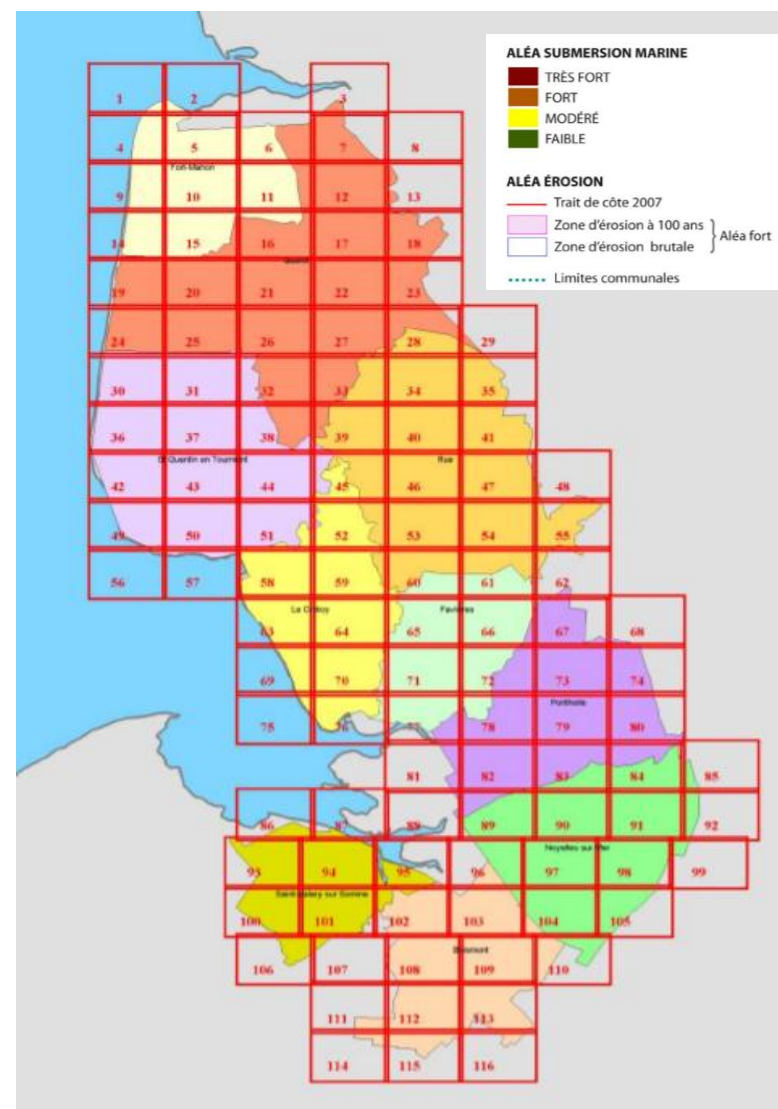 ALÉA SUBMERSION MARINE
TRÈS FORT
FORT
MODÉRÉ
FAIBLE
ALÉA ÉROSION
Trait de côte 2007
Zone d'érosion à 100 ans
Zone d'érosion brutale
Aléa fort
Limites communales
1 2 3
4 5 6 7 8
Fort-Mahon
9 10 11 12 13
14 15 16 17 18
19 20 21 22 23
24 25 26 27 28 29
30 31 32 33 34 35
36 37 38 39 40 41
St Quentin en Tourmont Rue
42 43 44 45 46 47 48
49 50 51 52 53 54 55
56 57 58 59 60 61 62
Le Crotoy Favières
63 64 65 66 67 68
69 70 71 72 73 74
Ponthoile
75 76 77 78 79 80
81 82 83 84 85
86 87 88 89 90 91 92
Noyelles sur Mer
93 94 95 96 97 98 99
Saint Valery sur Somme
100 101 102 103 104 105
Boismont
106 107 108 109 110
111 112 113
114 115 116